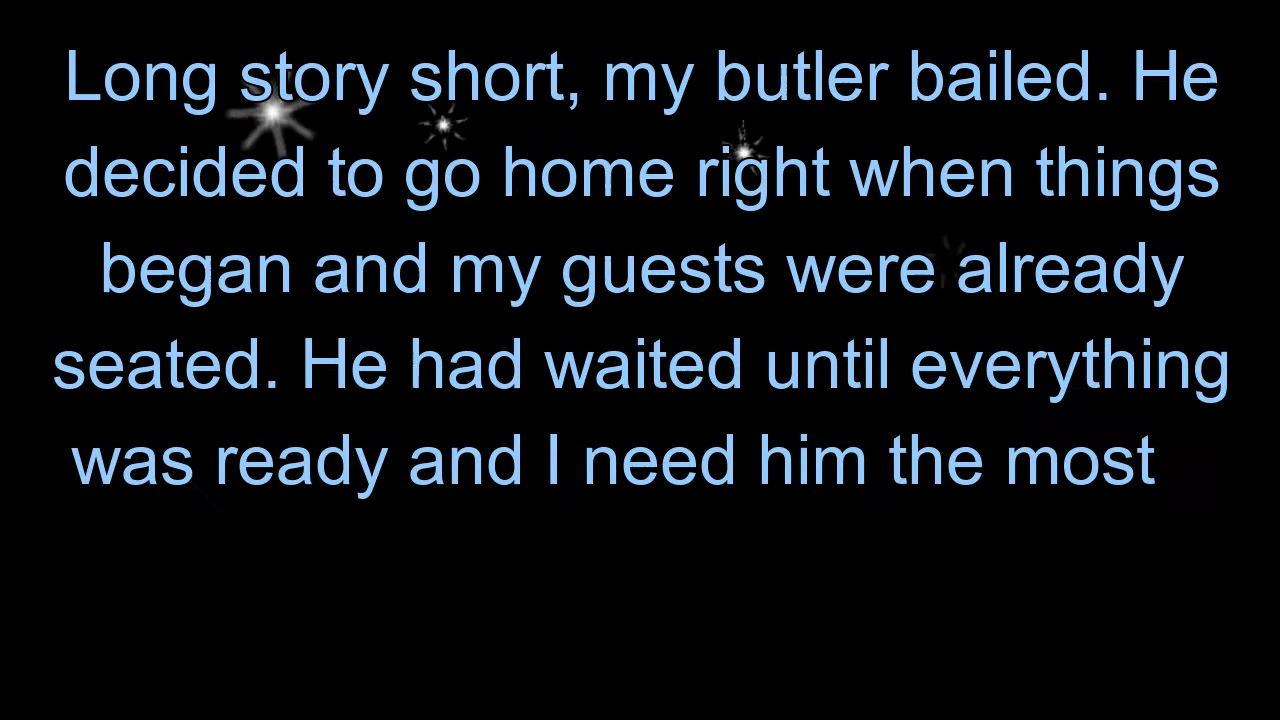 Long story short, my butler bailed. He
decided to go home right when things
began and my guests were already
seated. He had waited until everything
was ready and I need him the most